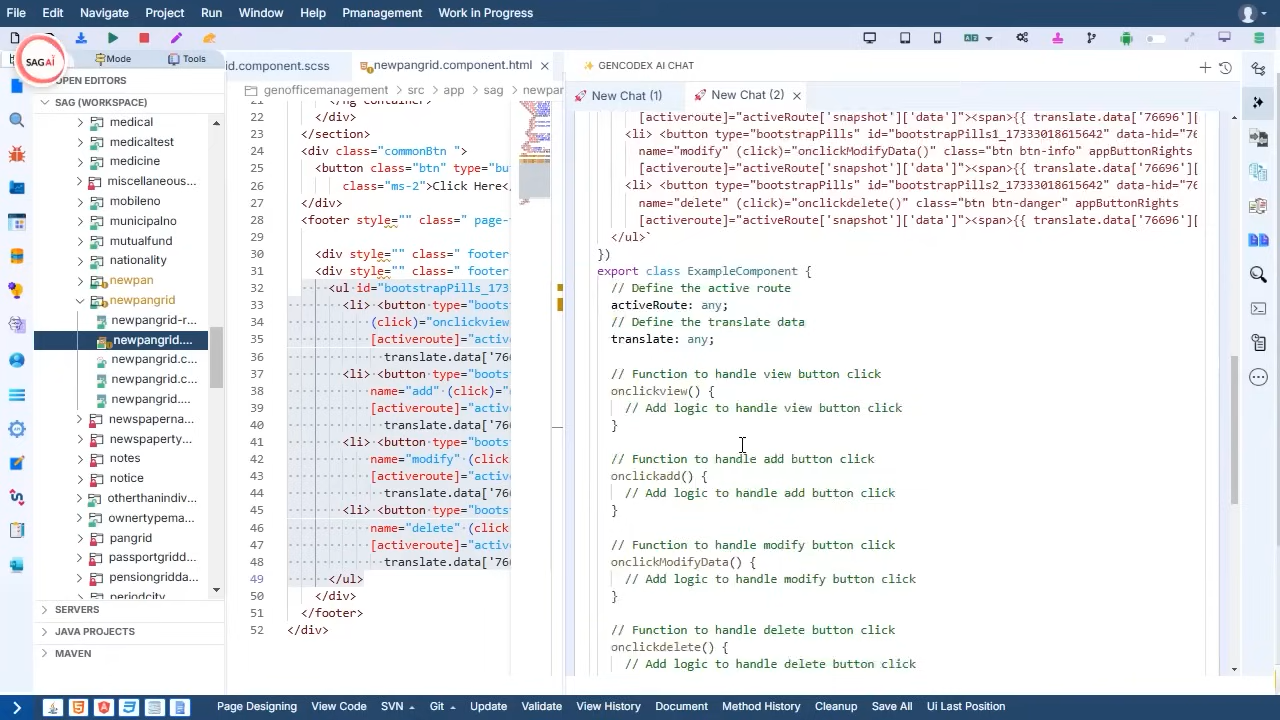 File Edit Navigate Project Run Window Help Pmanagement Work in Progress
SAG AI
Mode Tools
id.component.scss
newpangrid.component.html
OPEN EDITORS
SAG (WORKSPACE)
medical
medicaltest
medicine
miscellaneous...
mobileno
municipalno
mutualfund
nationality
newpan
newpangrid
newpangrid-r...
newpangrid....
newpangrid.c...
newpangrid.c...
newpangrid....
newspaperna...
newspaperty...
notes
notice
otherthanindiv...
ownertypema...
pangrid
passportgridd...
pensiongridda...
periodcity
SERVERS
JAVA PROJECTS
MAVEN
genofficemanagement > src > app > sag > newpan
21 </ng-container>
22 </div>
23 </section>
24 <div class="commonBtn ">
25 <button class="btn" type="bu
26 class="ms-2">Click Here<
27 </div>
28 <footer style="" class=" page-
29
30 <div style="" class=" footer
31 <div style="" class=" footer
32 <ul id="bootstrapPills_173
33 <li> <button type="boots
34 (click)="onclickview
35 [activeroute]="activ
36 translate.data['76
37 <li> <button type="boots
38 name="add" (click)="
39 [activeroute]="activ
40 translate.data['76
41 <li> <button type="boots
42 name="modify" (click
43 [activeroute]="activ
44 translate.data['76
45 <li> <button type="boots
46 name="delete" (click
47 [activeroute]="activ
48 translate.data['76
49 </ul>
50 </div>
51 </footer>
52 </div>
GENCODEX AI CHAT
New Chat (1)
New Chat (2)
[activeroute]="activeRoute['snapshot']['data']"><span>{{ translate.data['76696'][
<li> <button type="bootstrapPills" id="bootstrapPills1_17333018615642" data-hid="76
name="modify" (click)="onclickModifyData()" class="btn btn-info" appButtonRights
[activeroute]="activeRoute['snapshot']['data']"><span>{{ translate.data['76696'][
<li> <button type="bootstrapPills" id="bootstrapPills2_17333018615642" data-hid="76
name="delete" (click)="onclickdelete()" class="btn btn-danger" appButtonRights
[activeroute]="activeRoute['snapshot']['data']"><span>{{ translate.data['76696'][
</ul>`
})
export class ExampleComponent {
// Define the active route
activeRoute: any;
// Define the translate data
translate: any;
// Function to handle view button click
onclickview() {
// Add logic to handle view button click
}
// Function to handle add button click
onclickadd() {
// Add logic to handle add button click
}
// Function to handle modify button click
onclickModifyData() {
// Add logic to handle modify button click
}
// Function to handle delete button click
onclickdelete() {
// Add logic to handle delete button click
Page Designing View Code SVN Git Update Validate View History Document Method History Cleanup Save All Ui Last Position